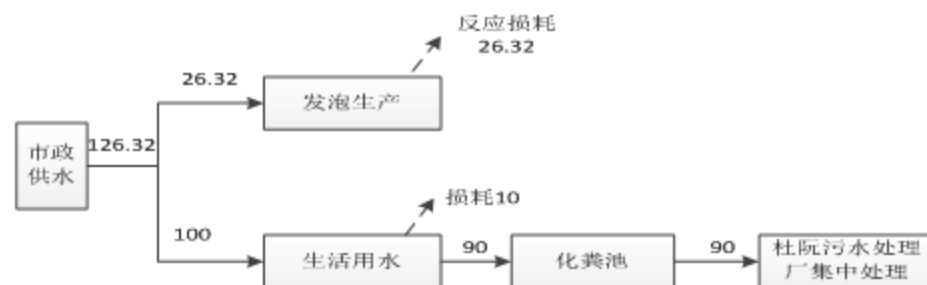 反应损耗
26.32
26.32
发泡生产
市政
供水
126.32
损耗10
100
生活用水
90
化粪池
90
杜阮污水处理
厂集中处理